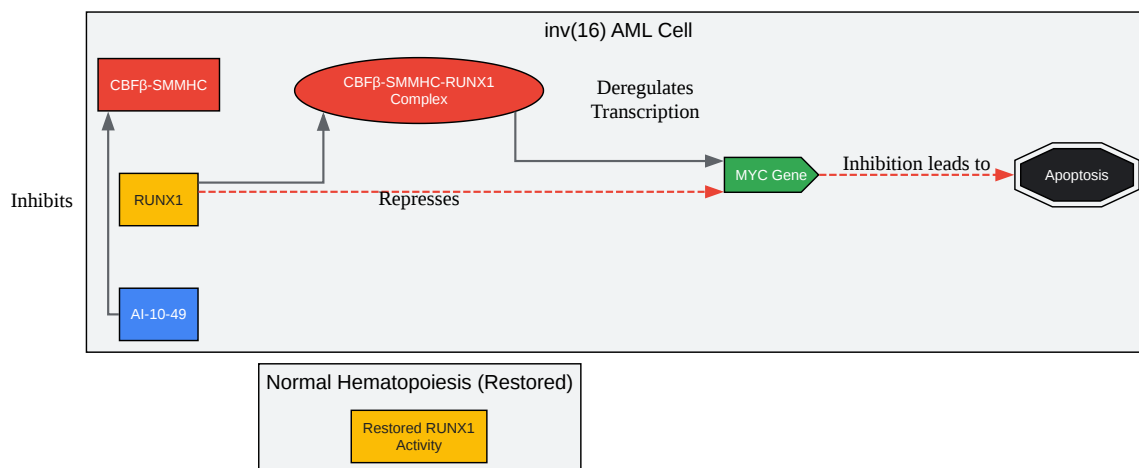 inv(16) AML Cell
CBFβ-SMMHC
CBFβ-SMMHC-RUNX1
Complex
Deregulates
Transcription
MYC Gene
Inhibition leads to
Apoptosis
Inhibits
RUNX1
Represses
AI-10-49
Normal Hematopoiesis (Restored)
Restored RUNX1
Activity